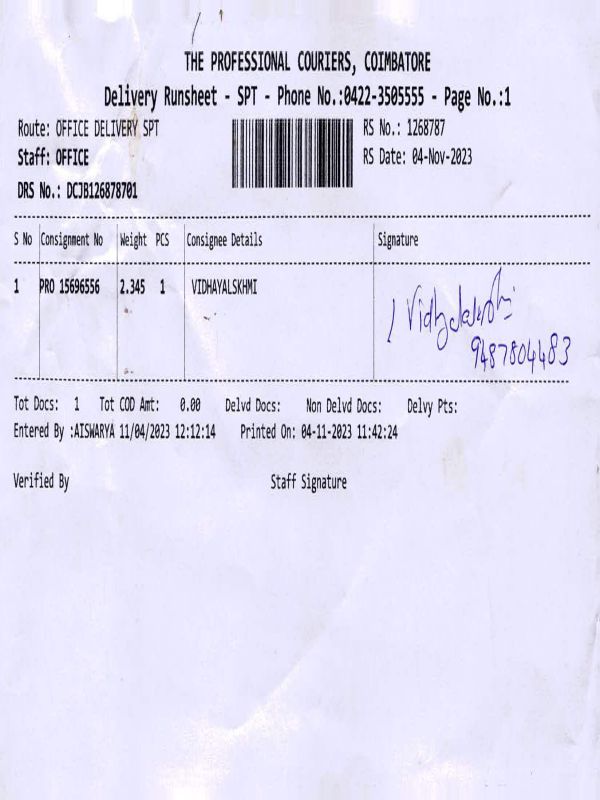 THE PROFESSIONAL COURIERS, COIMBATORE
Delivery Runsheet - SPT - Phone No.:0422-3505555 - Page No.:1
Route: OFFICE DELIVERY SPT
RS No.: 1268787
Staff: OFFICE
RS Date: 04-Nov-2023
DRS No.: DCJB126878701
S No Consignment No Weight PCS Consignee Details Signature
1 PRO 15696556 2.345 1 VIDHAYALSKHMI
9487804483
Tot Docs: 1 Tot COD Amt: 0.00 Delvd Docs: Non Delvd Docs: Delvy Pts:
Entered By :AISWARYA 11/04/2023 12:12:14 Printed On: 04-11-2023 11:42:24
Verified By Staff Signature